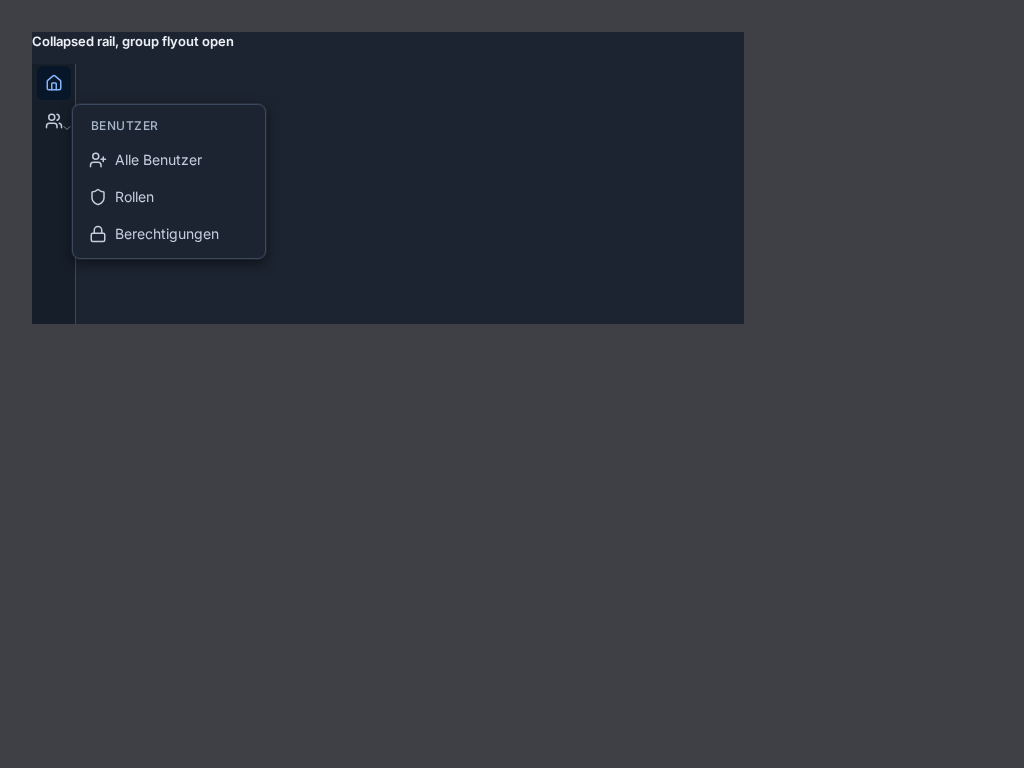 Collapsed rail, group flyout open
BENUTZER
Alle Benutzer
Rollen
Berechtigungen